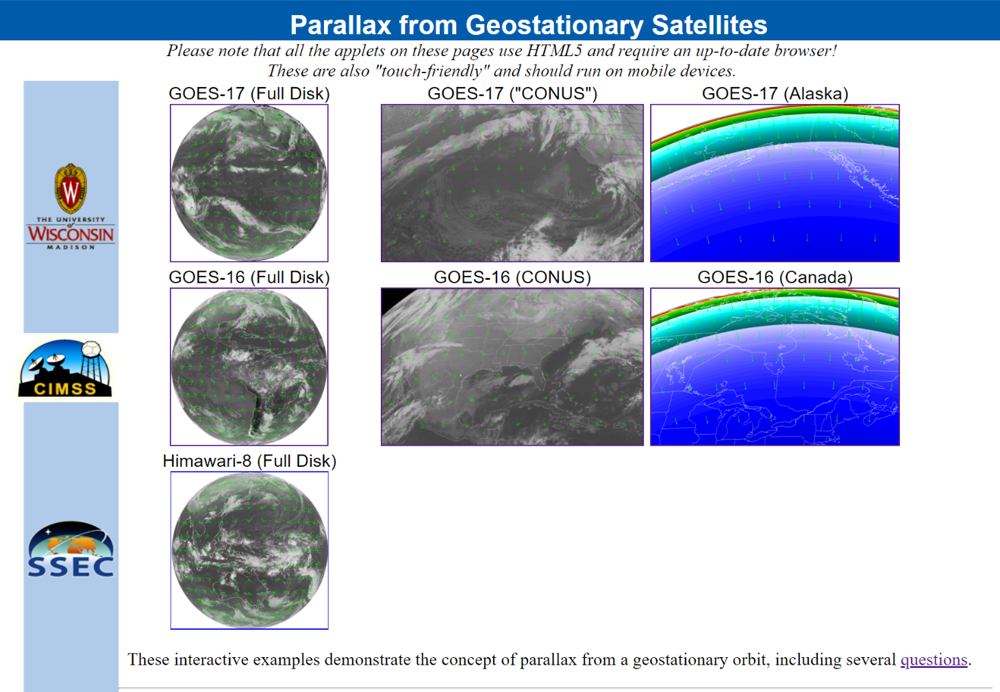 Parallax from Geostationary Satellites
Please note that all the applets on these pages use HTML5 and require an up-to-date browser!
These are also "touch-friendly" and should run on mobile devices.
GOES-17 (Full Disk)
GOES-17 ("CONUS")
GOES-17 (Alaska)
W
THE UNIVERSITY
of
WISCONSIN
MADISON
GOES-16 (Full Disk)
GOES-16 (CONUS)
GOES-16 (Canada)
CIMSS
Himawari-8 (Full Disk)
SSEC
These interactive examples demonstrate the concept of parallax from a geostationary orbit, including several questions.